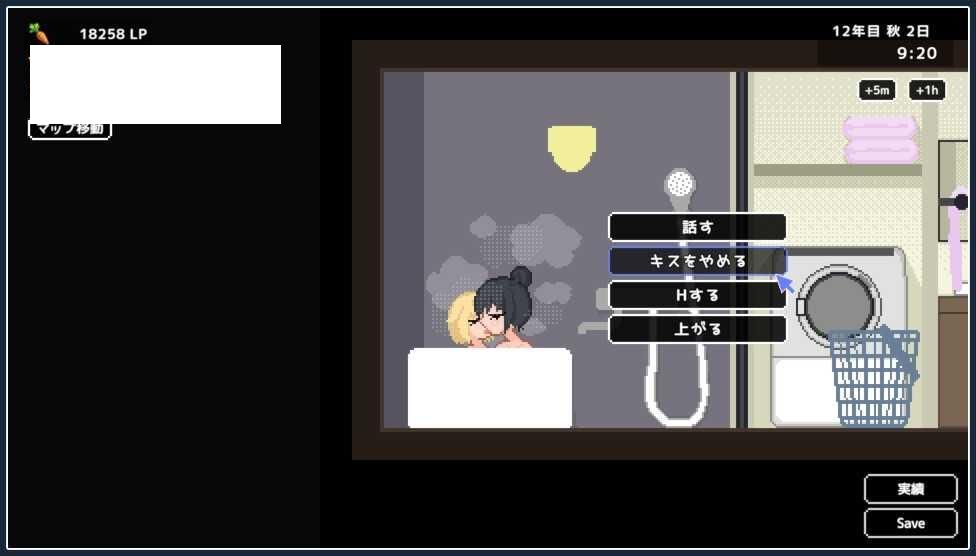 18258 LP
マップ移動
12年目 秋 2日
9:20
+5m
+1h
話す
キスをやめる
Hする
上がる
実績
Save